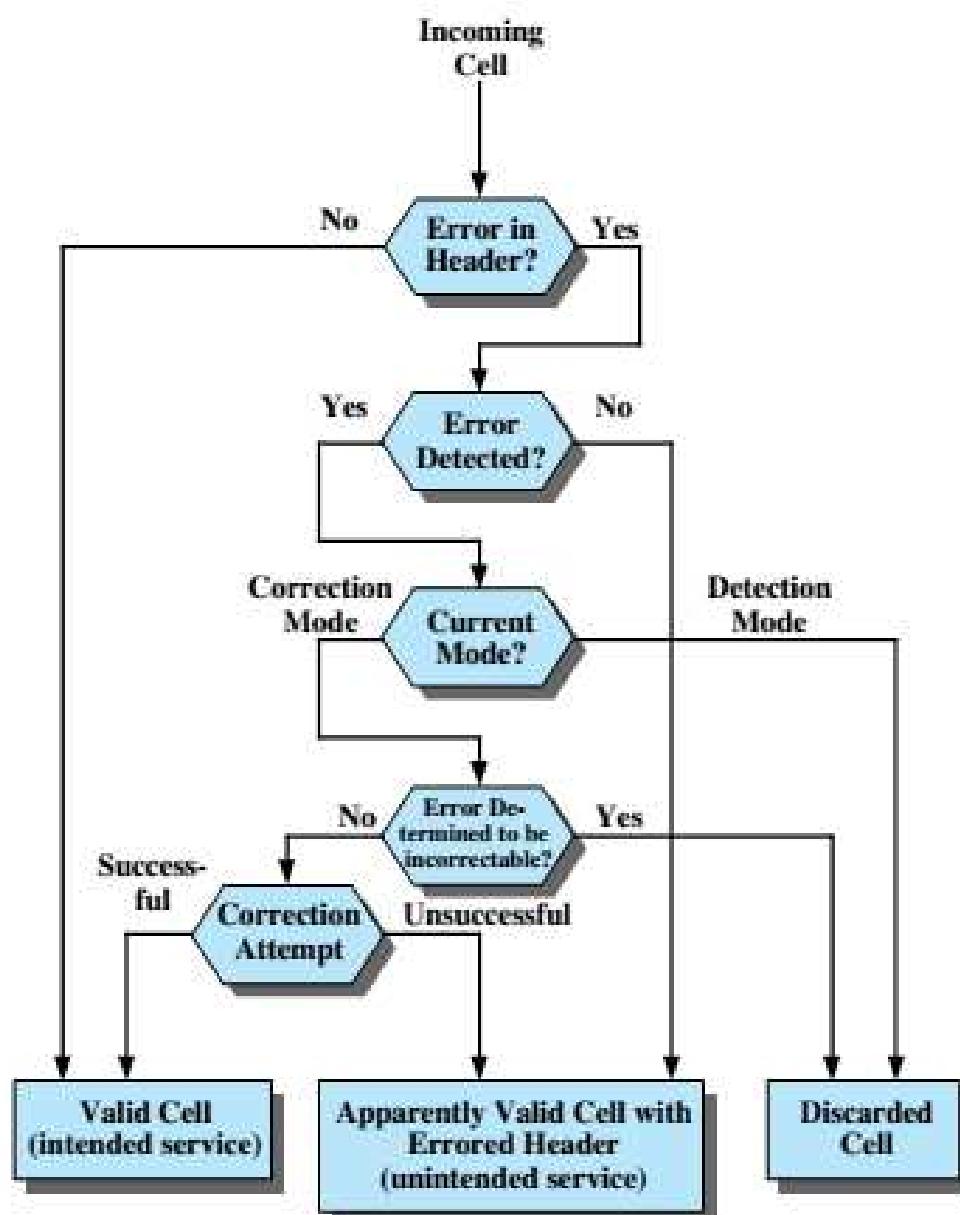 Incoming
Cell
No
Error in
Header?
Yes
Yes
Error
Detected?
No
Correction
Mode
Current
Mode?
Detection
Mode
No
Error De-
termined to be
incorrectable?
Yes
Success-
ful
Correction
Attempt
Unsuccessful
Valid Cell
(intended service)
Apparently Valid Cell with
Errored Header
(unintended service)
Discarded
Cell